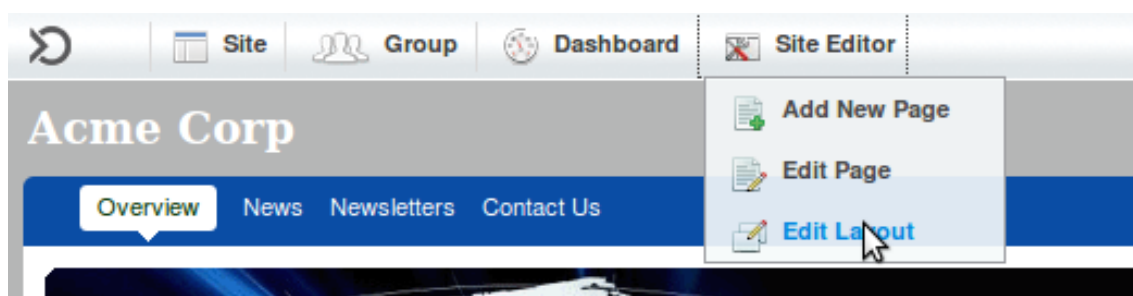 Site Group Dashboard Site Editor
Add New Page
Acme Corp
Edit Page
Overview News Newsletters Contact Us
Edit Layout